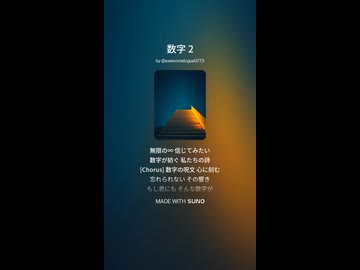 数字 2
by @awesomefugue0773
無限の∞ 信じてみたい
数字が紡ぐ 私たちの詩
[Chorus] 数字の呪文 心に刻む
忘れられない その響き
もし君にも そんな数字が
MADE WITH SUNO